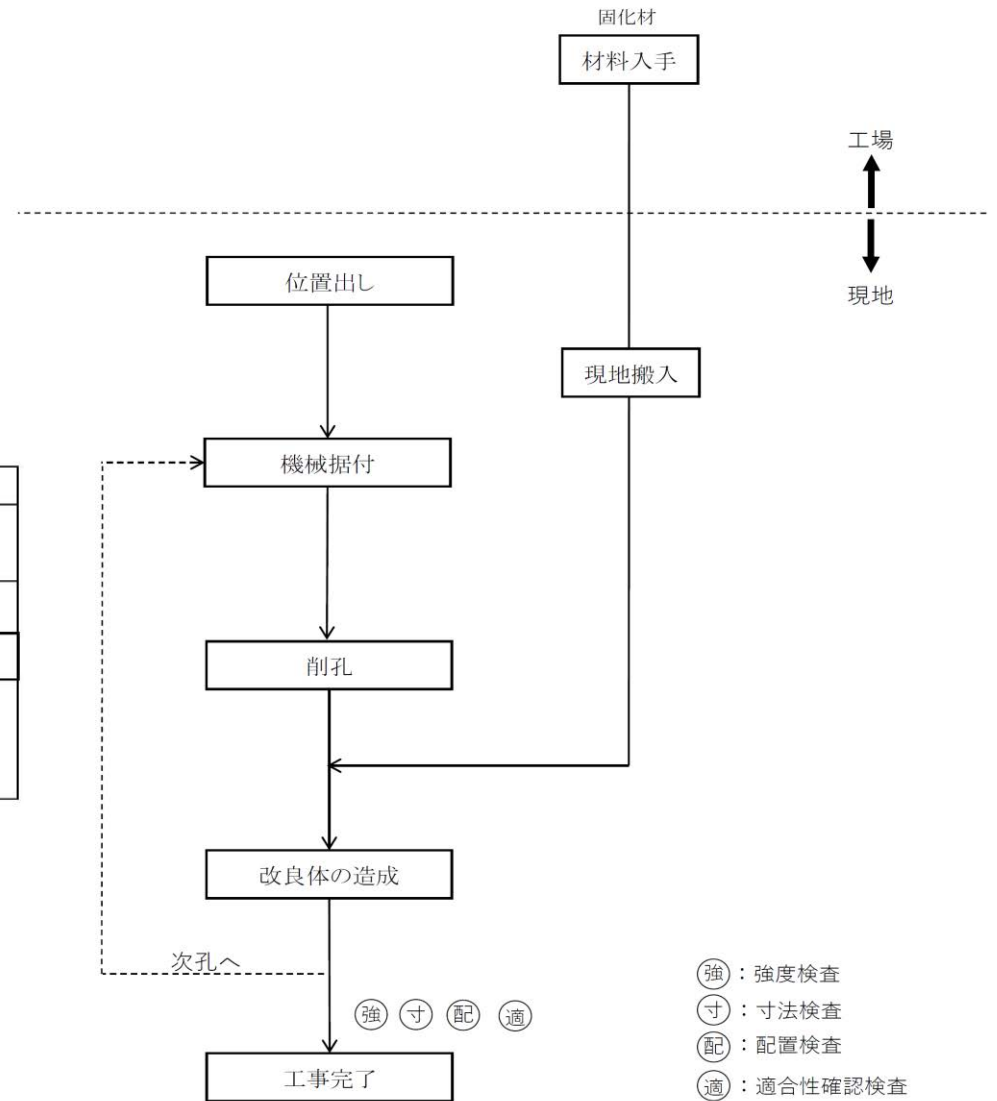 固化材
材料入手
工場
現地
位置出し
現地搬入
機械据付
削孔
改良体の造成
次孔へ
強 寸 配 適
工事完了
強：強度検査
寸：寸法検査
配：配置検査
適：適合性確認検査